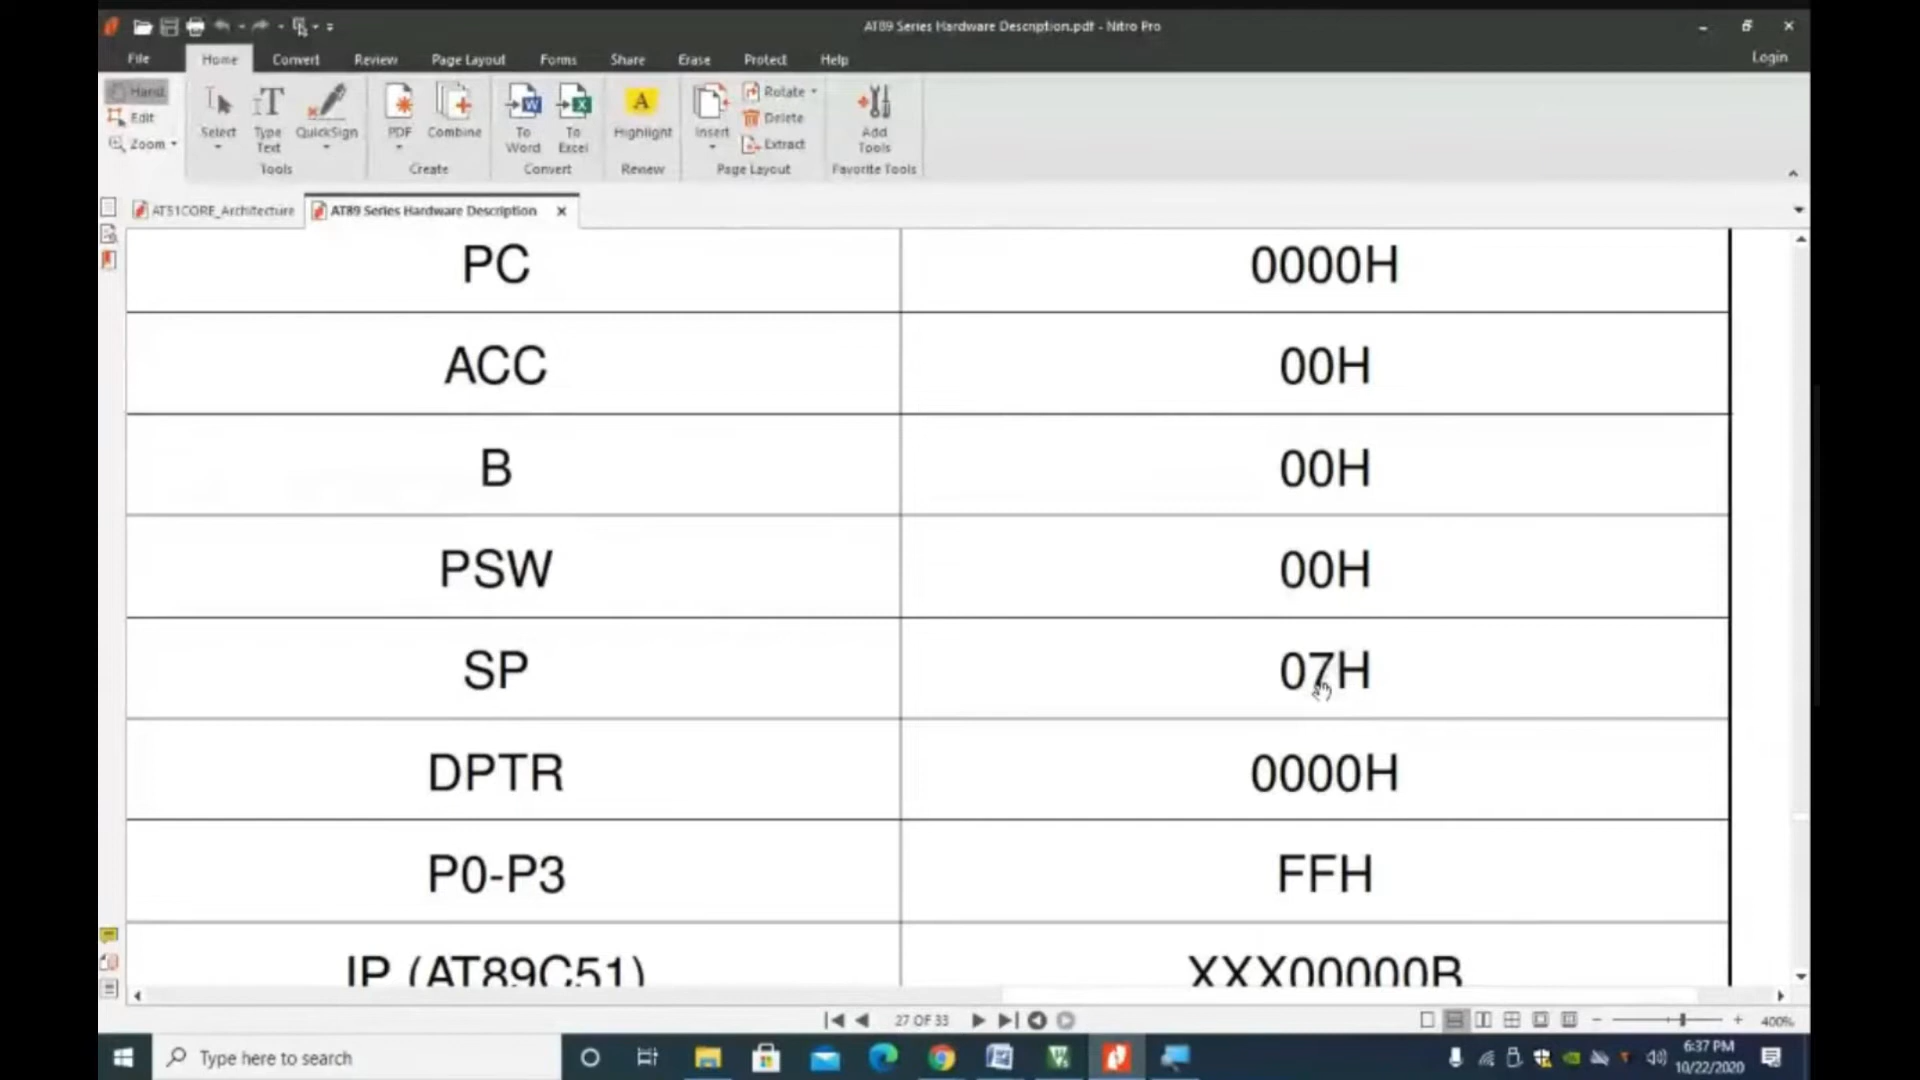 AT89 Series Hardware Description.pdf - Nitro Pro
File Home Convert Review Page Layout Forms Share Erase Protect Help Login
Hand
Edit
Zoom
Select
Type Text
QuickSign
PDF
Combine
To Word
To Excel
Highlight
Insert
Rotate
Delete
Extract
Add Tools
Tools Create Convert Review Page Layout Favorite Tools
AT51CORE_Architecture AT89 Series Hardware Description
PC 0000H
ACC 00H
B 00H
PSW 00H
SP 07H
DPTR 0000H
P0-P3 FFH
IP (AT89C51) XXX00000B
27 OF 33 400%
Type here to search
6:37 PM
10/22/2020